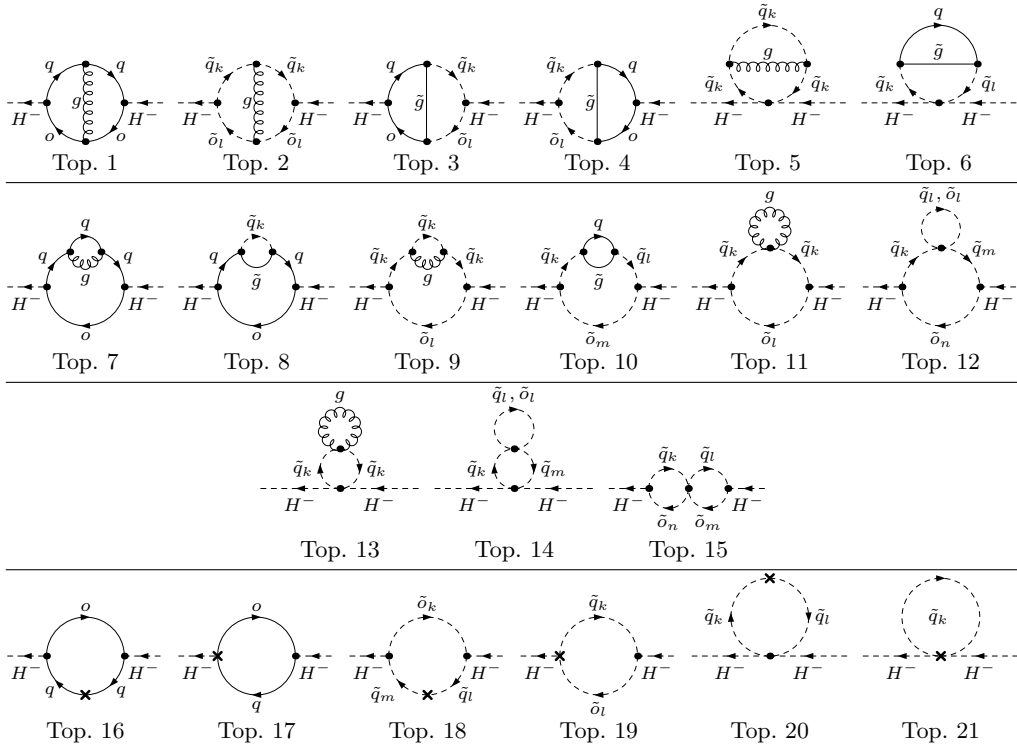 q q q q̃k q̃k q
q̃k q̃k q̃k q̃k g g̃
g g g̃ g̃ q̃k q̃k q̃k q̃l
H− H− H− H− H− H− H− H− H− H− H− H−
o o õl õl o õl õl o
Top. 1 Top. 2 Top. 3 Top. 4 Top. 5 Top. 6
q q̃k q̃k q g q̃l, õl
q q q q q̃k q̃k q̃k q̃l q̃k q̃k q̃k q̃m
g g̃ g g̃
H− H− H− H− H− H− H− H− H− H− H− H−
o o õl õm õl õn
Top. 7 Top. 8 Top. 9 Top. 10 Top. 11 Top. 12
g q̃l, õl
q̃k q̃k q̃k q̃m q̃k q̃l
H− H− H− H− H− H−
õn õm
Top. 13 Top. 14 Top. 15
o o õk q̃k q̃k q̃l q̃k
H− H− H− H− H− H− H− H− H− H− H− H−
q q q q̃m q̃l õl
Top. 16 Top. 17 Top. 18 Top. 19 Top. 20 Top. 21